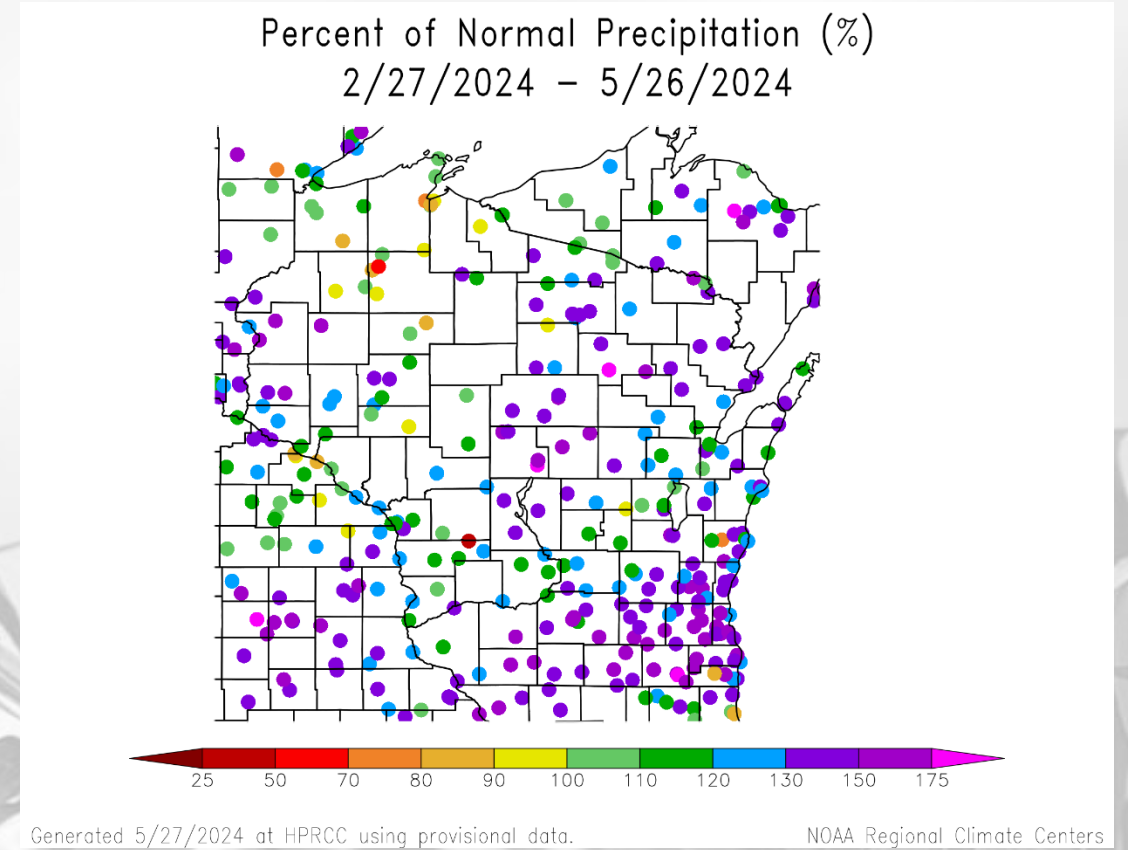 Percent of Normal Precipitation (%)
2/27/2024 – 5/26/2024
25 50 70 80 90 100 110 120 130 150 175
Generated 5/27/2024 at HPRCC using provisional data. NOAA Regional Climate Centers